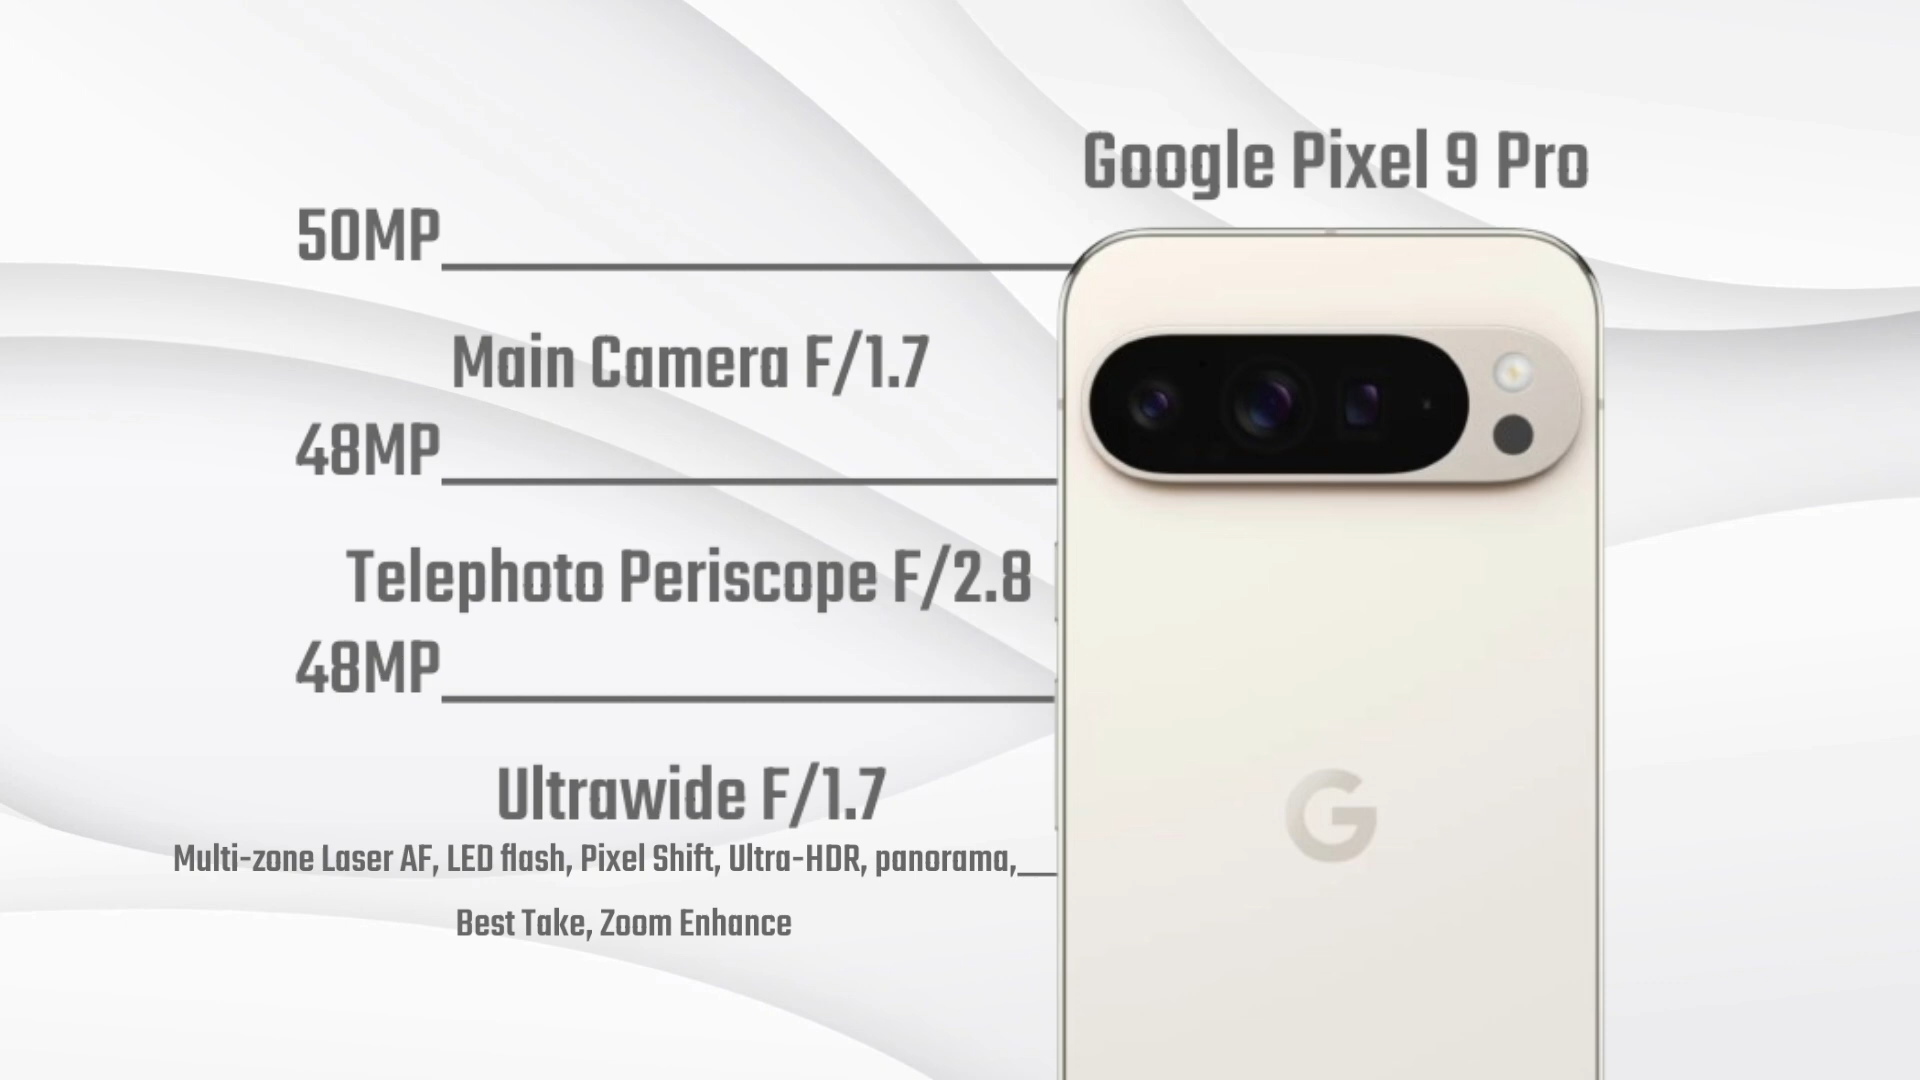 Google Pixel 9 Pro
50MP
Main Camera F/1.7
48MP
Telephoto Periscope F/2.8
48MP
Ultrawide F/1.7
Multi-zone Laser AF, LED flash, Pixel Shift, Ultra-HDR, panorama,
Best Take, Zoom Enhance
G